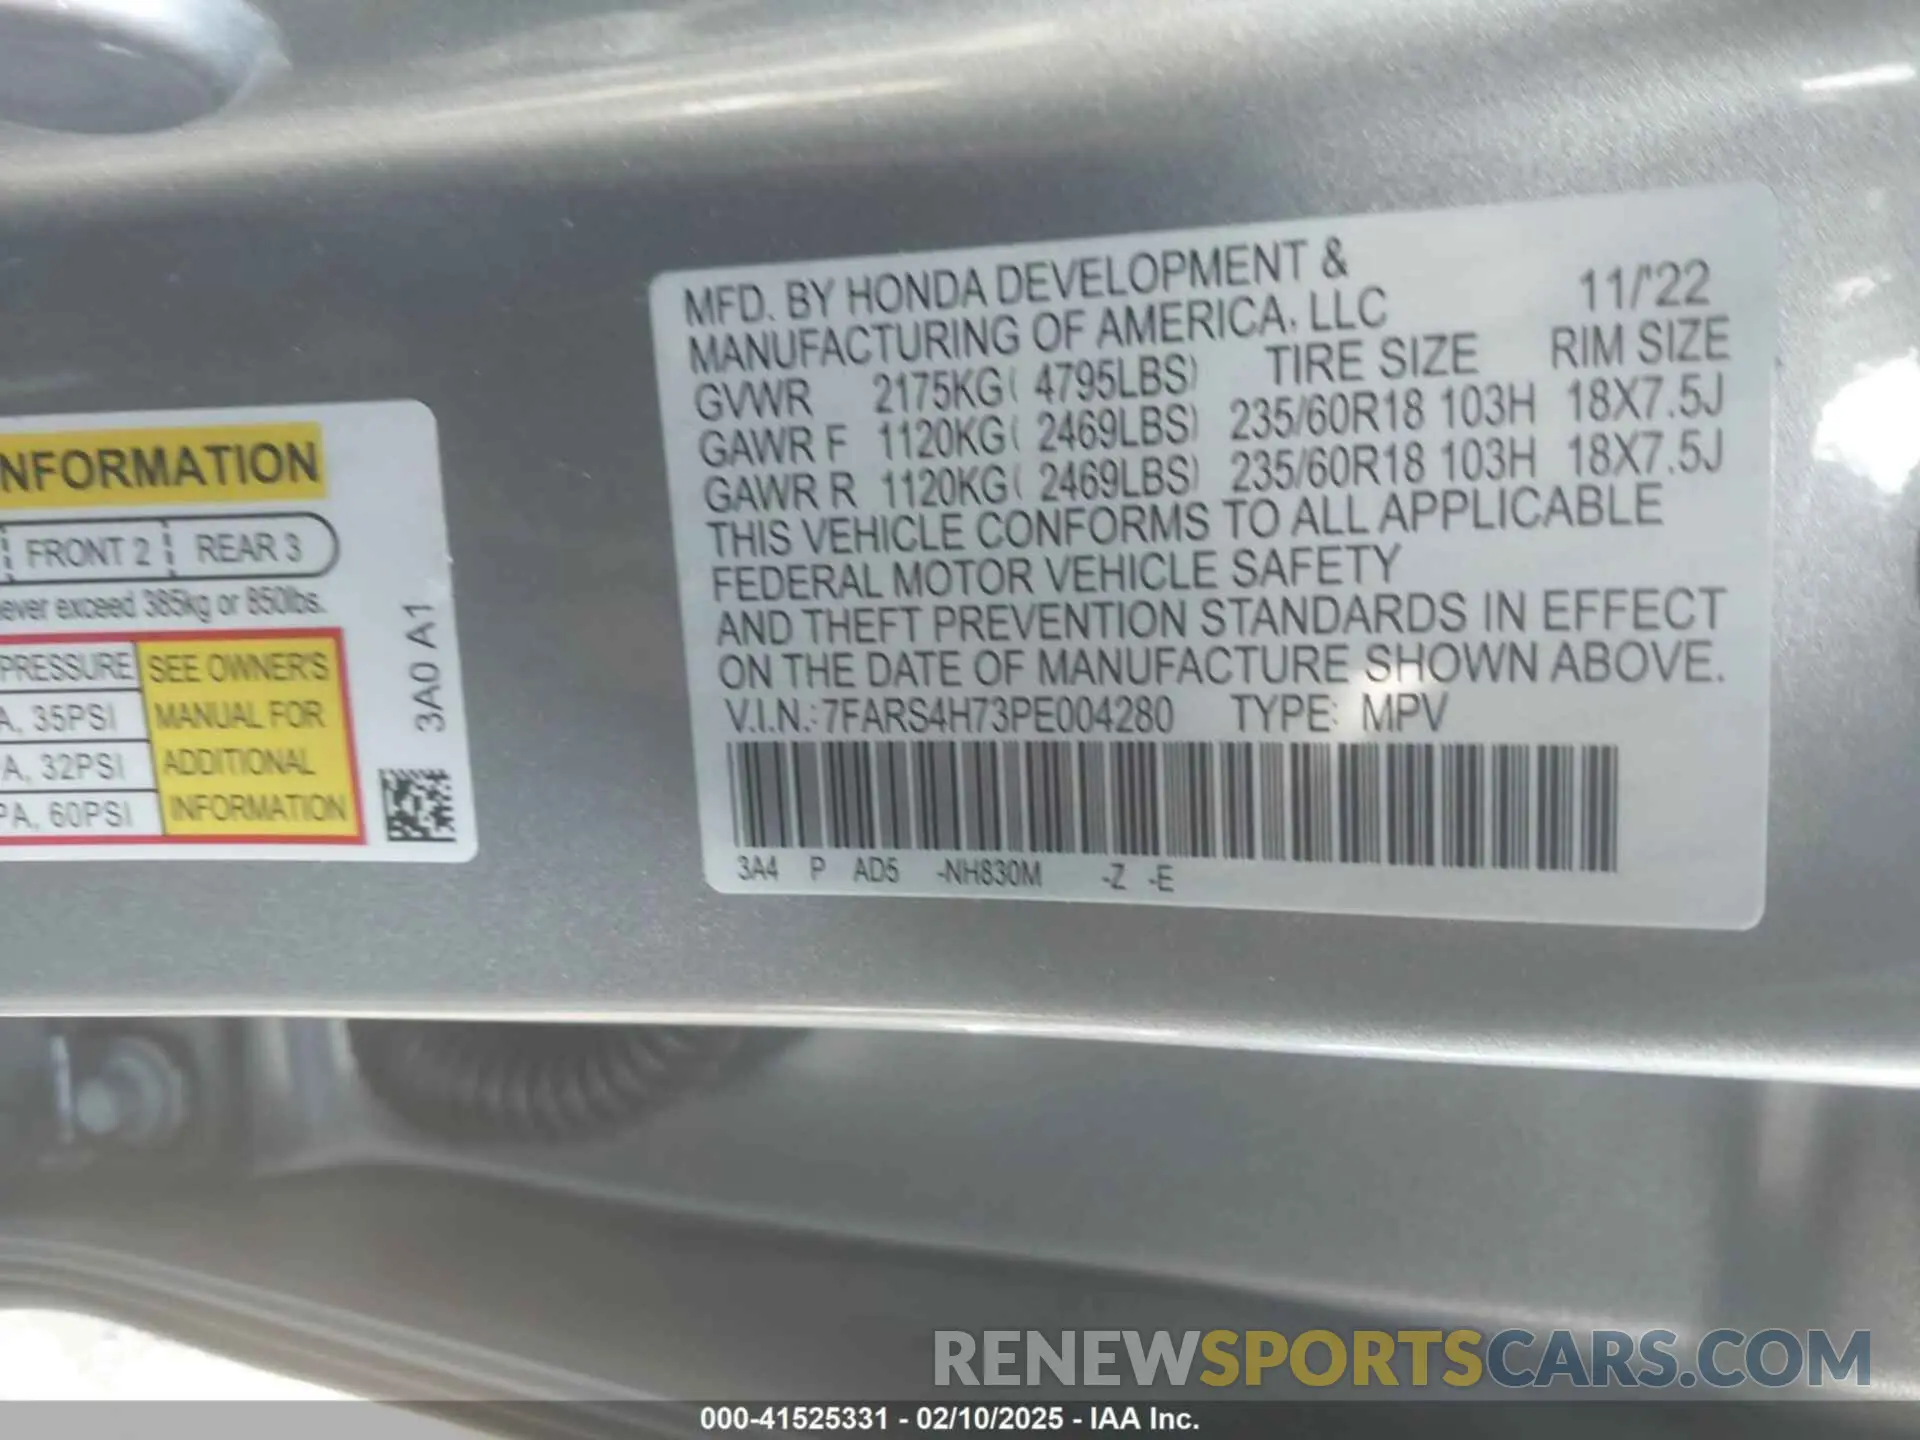 NFORMATION
FRONT 2 REAR 3
ever exceed 385kg or 850lbs.
PRESSURE
A, 35PSI
A, 32PSI
PA, 60PSI
SEE OWNER'S
MANUAL FOR
ADDITIONAL
INFORMATION
3A0 A1
MFD. BY HONDA DEVELOPMENT & 11/'22
MANUFACTURING OF AMERICA, LLC
TIRE SIZE RIM SIZE
GVWR 2175KG( 4795LBS)
GAWR F 1120KG( 2469LBS) 235/60R18 103H 18X7.5J
GAWR R 1120KG( 2469LBS) 235/60R18 103H 18X7.5J
THIS VEHICLE CONFORMS TO ALL APPLICABLE
FEDERAL MOTOR VEHICLE SAFETY
AND THEFT PREVENTION STANDARDS IN EFFECT
ON THE DATE OF MANUFACTURE SHOWN ABOVE.
V.I.N.:7FARS4H73PE004280 TYPE: MPV
3A4 P AD5 -NH830M -Z -E
RENEWSPORTSCARS.COM
000-41525331 - 02/10/2025 - IAA Inc.